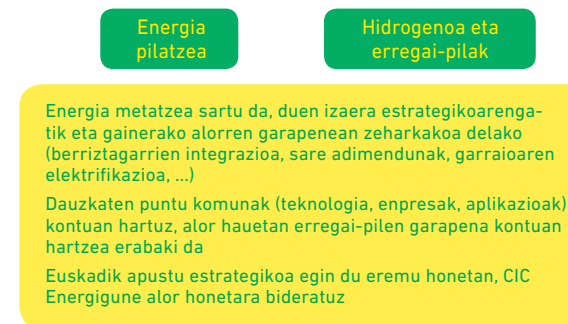 Energia
pilatzea
Hidrogenoa eta
erregai-pilak
Energia metatzea sartu da, duen izaera estrategikoarenga-
tik eta gainerako alorren garapenean zeharkakoa delako
(berriztagarrien integrazioa, sare adimendunak, garraioaren
elektrifikazioa, ...)
Dauzkaten puntu komunak (teknologia, enpresak, aplikazioak)
kontuan hartuz, alor hauetan erregai-pilen garapena kontuan
hartzea erabaki da
Euskadik apustu estrategikoa egin du eremu honetan, CIC
Energigune alor honetara bideratuz